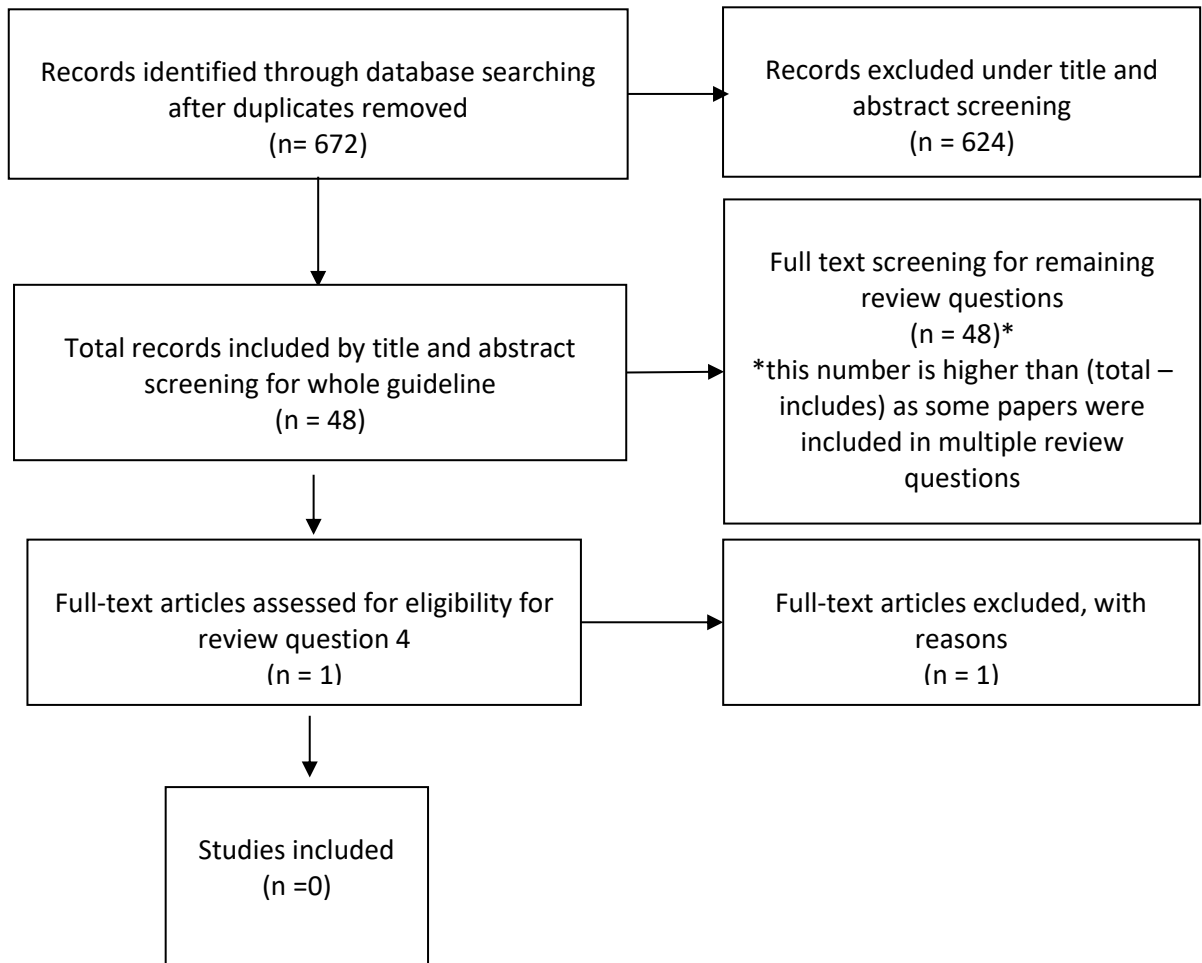 Records identified through database searching
after duplicates removed
(n= 672)
Records excluded under title and
abstract screening
(n = 624)
Total records included by title and abstract
screening for whole guideline
(n = 48)
Full text screening for remaining
review questions
(n = 48)*
*this number is higher than (total –
includes) as some papers were
included in multiple review
questions
Full-text articles assessed for eligibility for
review question 4
(n = 1)
Full-text articles excluded, with
reasons
(n = 1)
Studies included
(n =0)